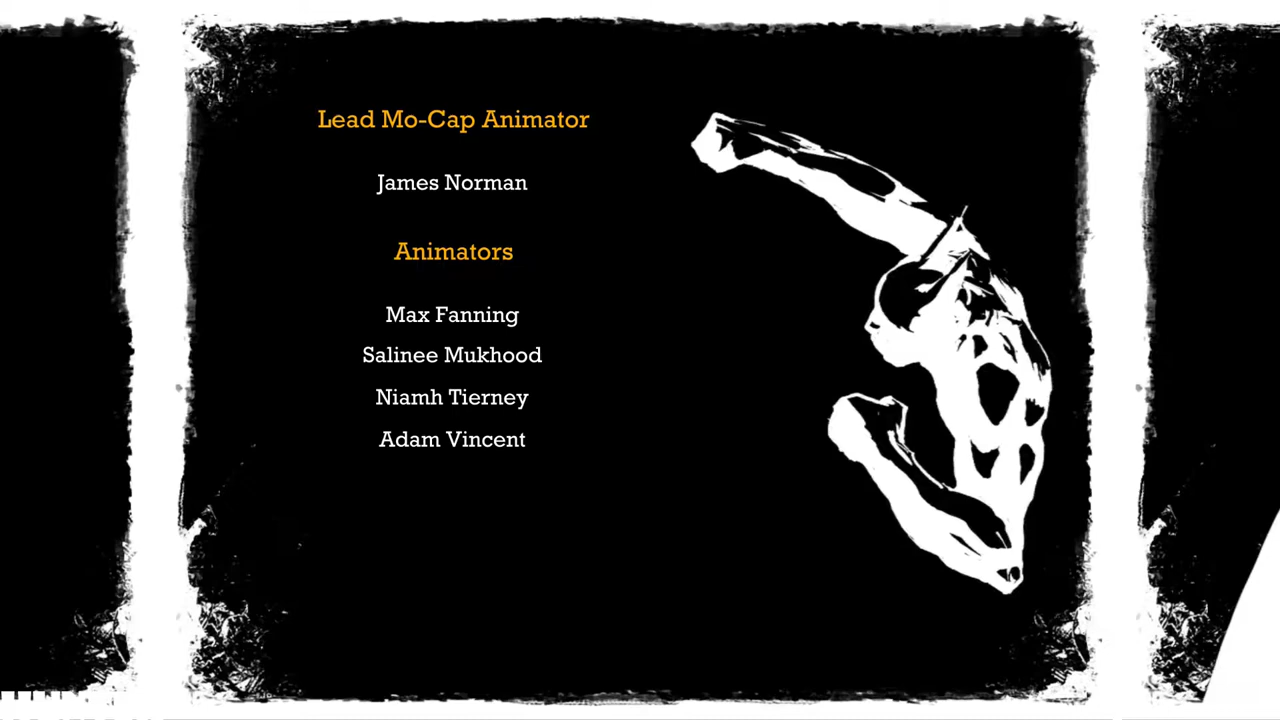 Lead Mo-Cap Animator
James Norman
Animators
Max Fanning
Salinee Mukhood
Niamh Tierney
Adam Vincent